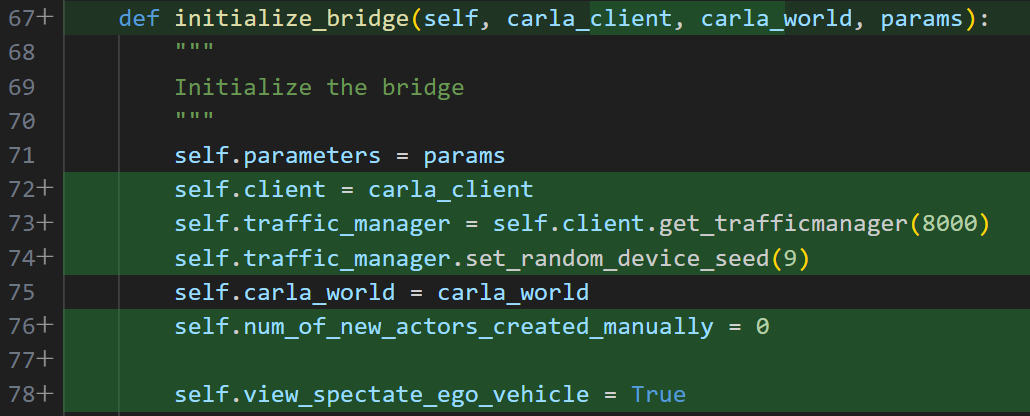 67+ def initialize_bridge(self, carla_client, carla_world, params):
68 """
69 Initialize the bridge
70 """
71 self.parameters = params
72+ self.client = carla_client
73+ self.traffic_manager = self.client.get_trafficmanager(8000)
74+ self.traffic_manager.set_random_device_seed(9)
75 self.carla_world = carla_world
76+ self.num_of_new_actors_created_manually = 0
77+
78+ self.view_spectate_ego_vehicle = True